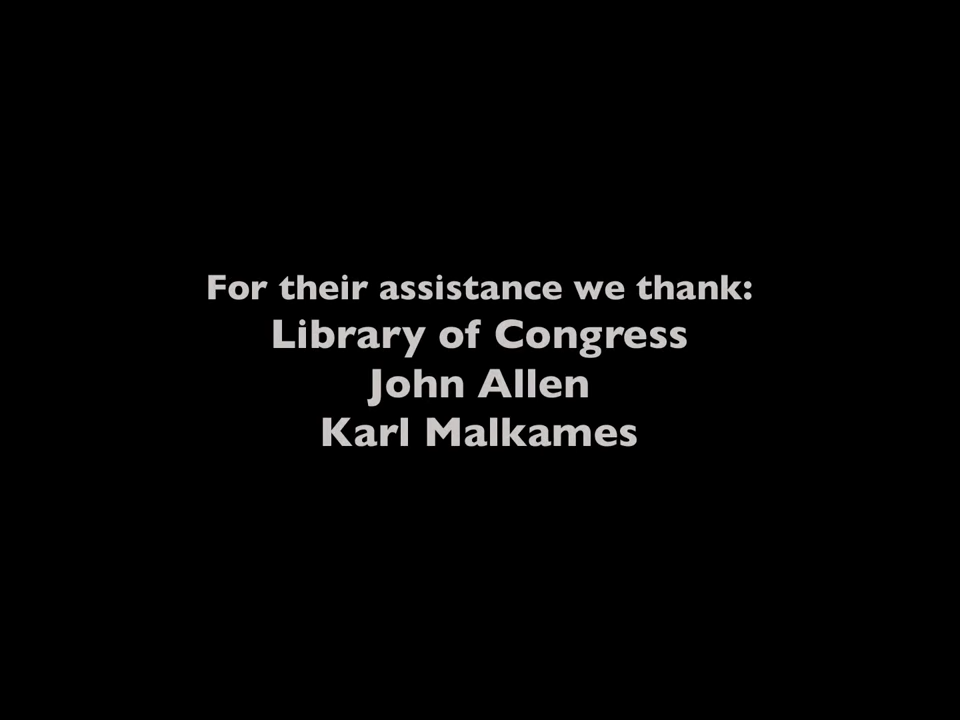 For their assistance we thank:
Library of Congress
John Allen
Karl Malkames